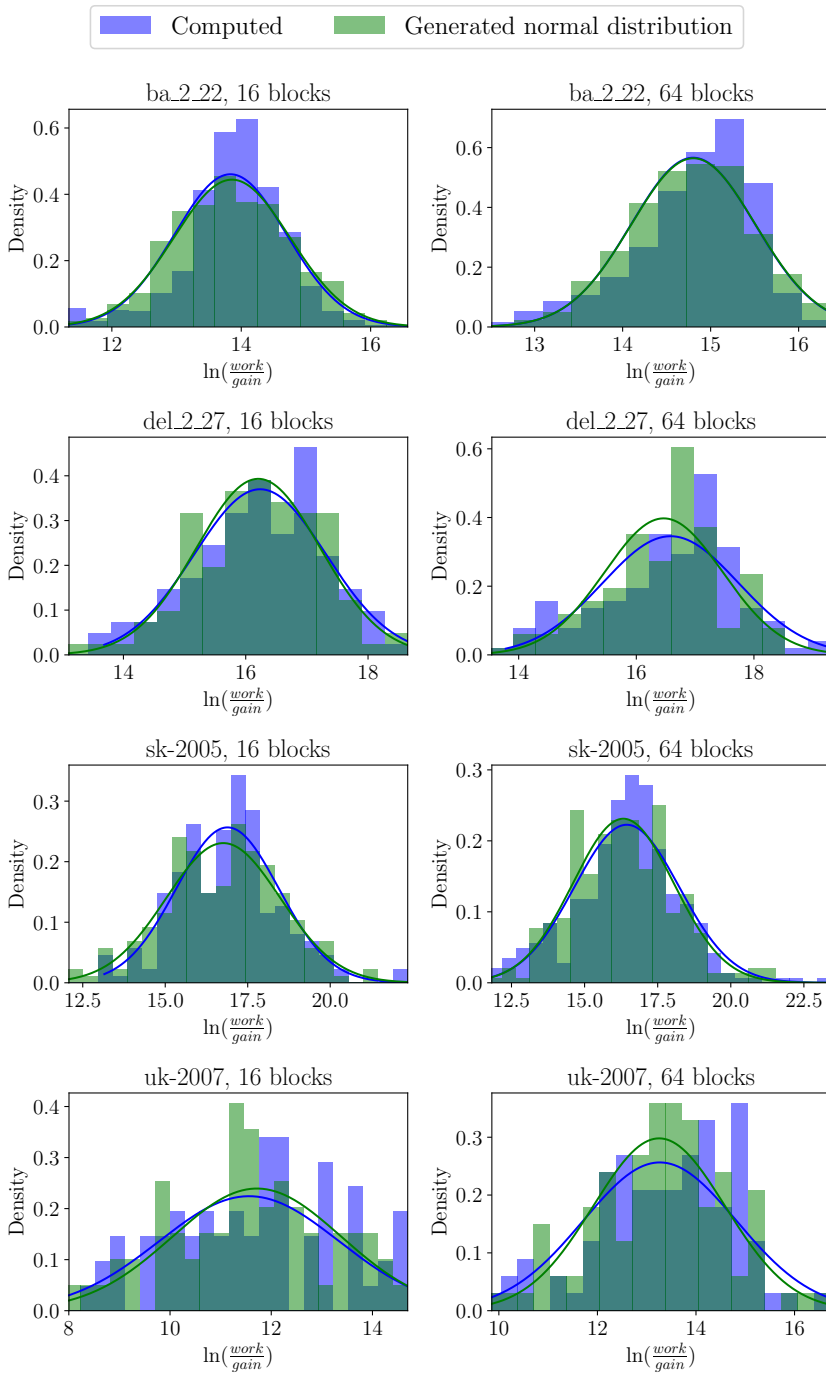 Computed Generated normal distribution
ba_2_22, 16 blocks
Density
0.6
0.4
0.2
0.0
12 14 16
ln(work/gain)
ba_2_22, 64 blocks
Density
0.6
0.4
0.2
0.0
13 14 15 16
ln(work/gain)
del_2_27, 16 blocks
Density
0.4
0.3
0.2
0.1
0.0
14 16 18
ln(work/gain)
del_2_27, 64 blocks
Density
0.8
0.6
0.4
0.2
0.0
14 16 18
ln(work/gain)
sk-2005, 16 blocks
Density
0.3
0.2
0.1
0.0
12.5 15.0 17.5 20.0
ln(work/gain)
sk-2005, 64 blocks
Density
0.3
0.2
0.1
0.0
12.5 15.0 17.5 20.0 22.5
ln(work/gain)
uk-2007, 16 blocks
Density
0.4
0.3
0.2
0.1
0.0
8 10 12 14
ln(work/gain)
uk-2007, 64 blocks
Density
0.3
0.2
0.1
0.0
10 12 14 16
ln(work/gain)